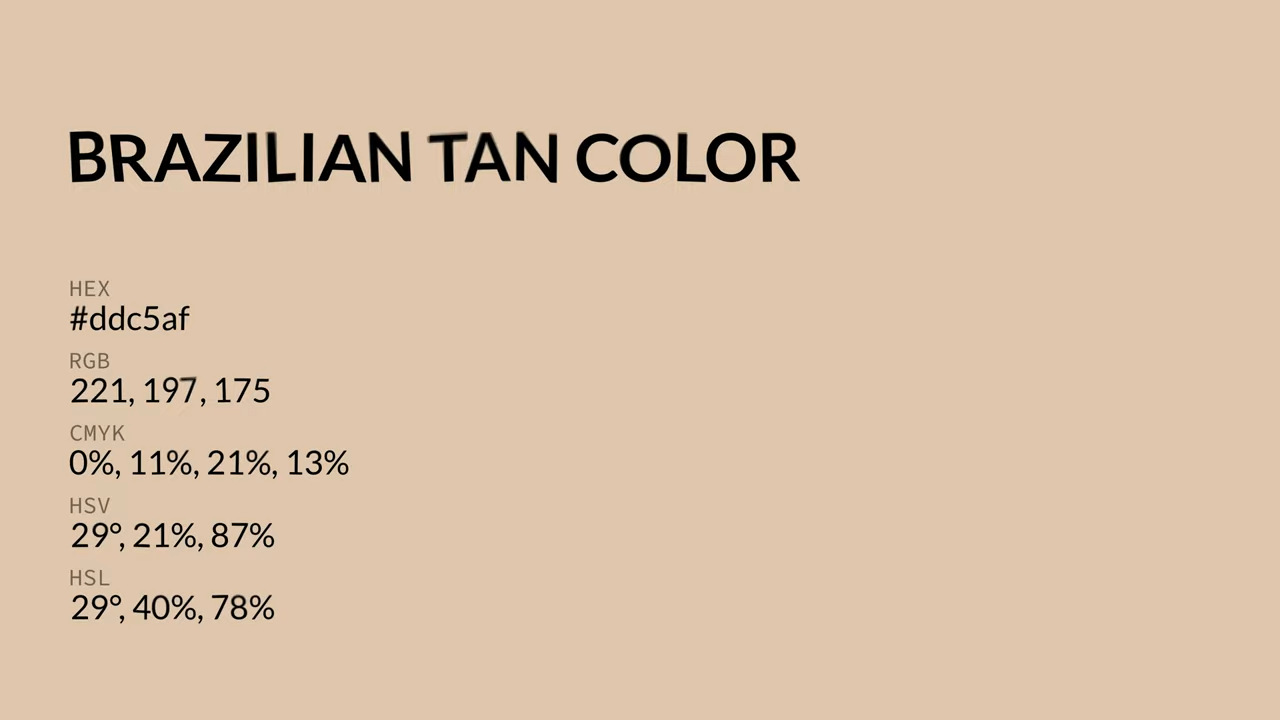 BRAZILIAN TAN COLOR
HEX
#ddc5af
RGB
221, 197, 175
CMYK
0%, 11%, 21%, 13%
HSV
29°, 21%, 87%
HSL
29°, 40%, 78%